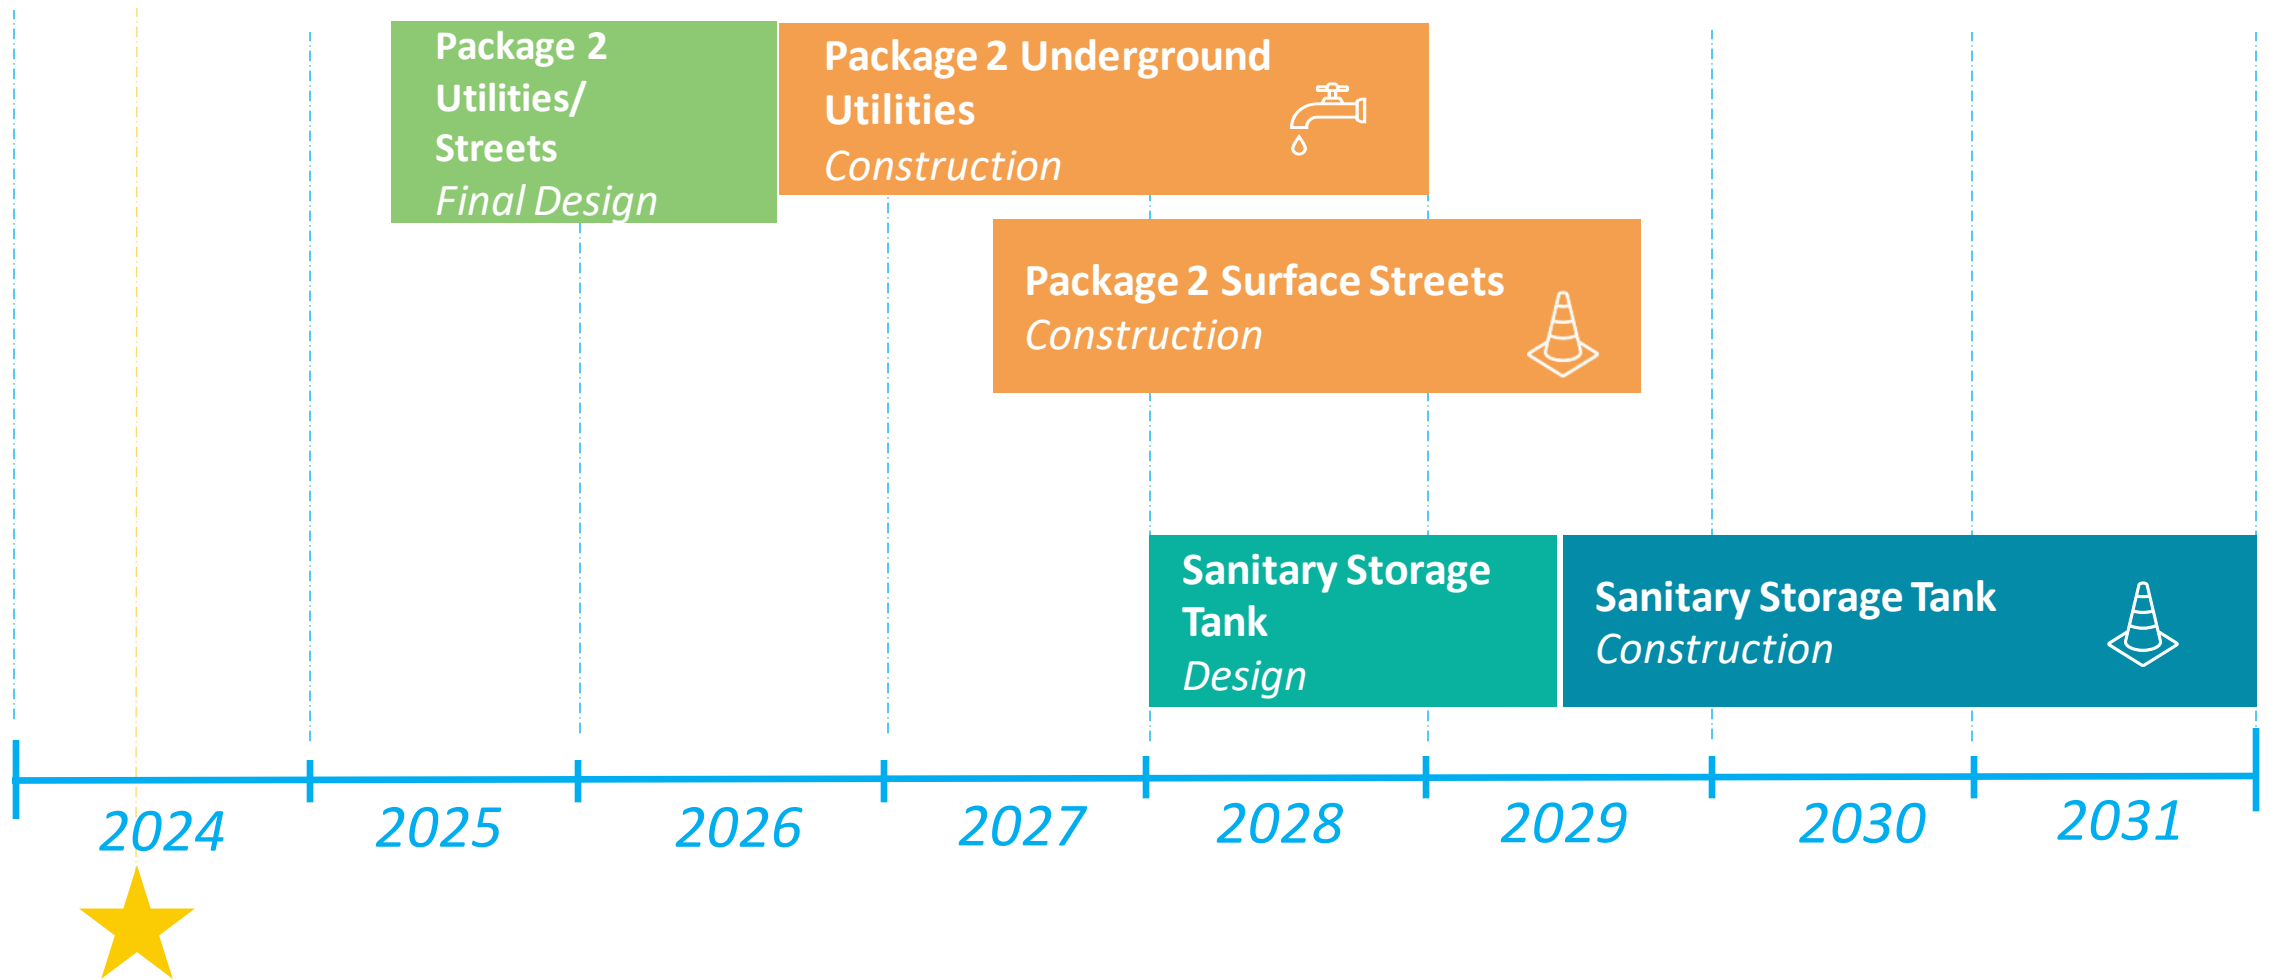 Package 2
Utilities/
Streets
Final Design
Package 2 Underground
Utilities
Construction
Package 2 Surface Streets
Construction
Sanitary Storage
Tank
Design
Sanitary Storage Tank
Construction
2024
2025
2026
2027
2028
2029
2030
2031